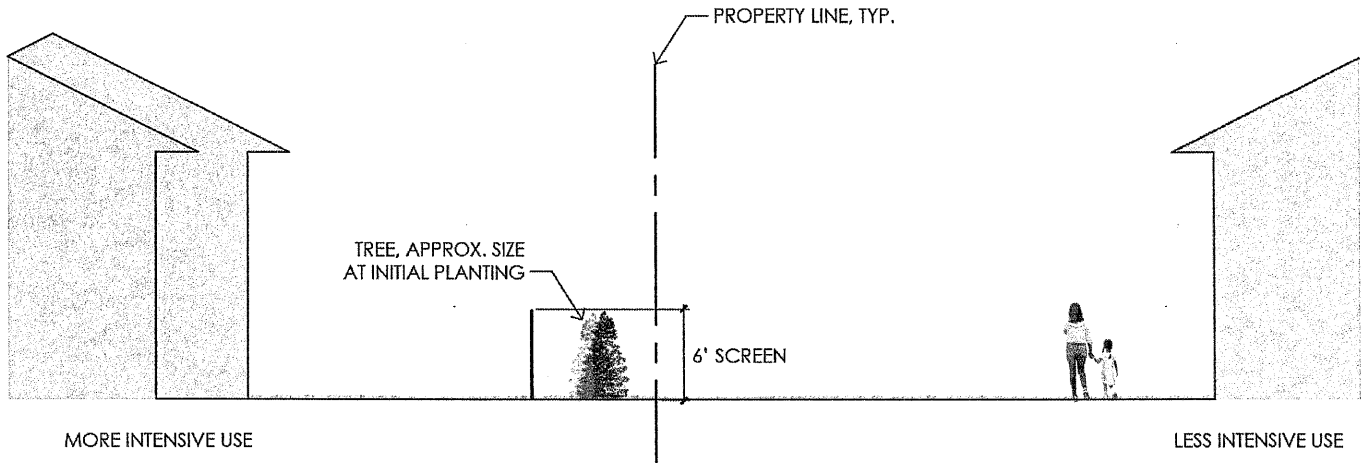 PROPERTY LINE, TYP.
TREE, APPROX. SIZE
AT INITIAL PLANTING
6' SCREEN
MORE INTENSIVE USE
LESS INTENSIVE USE